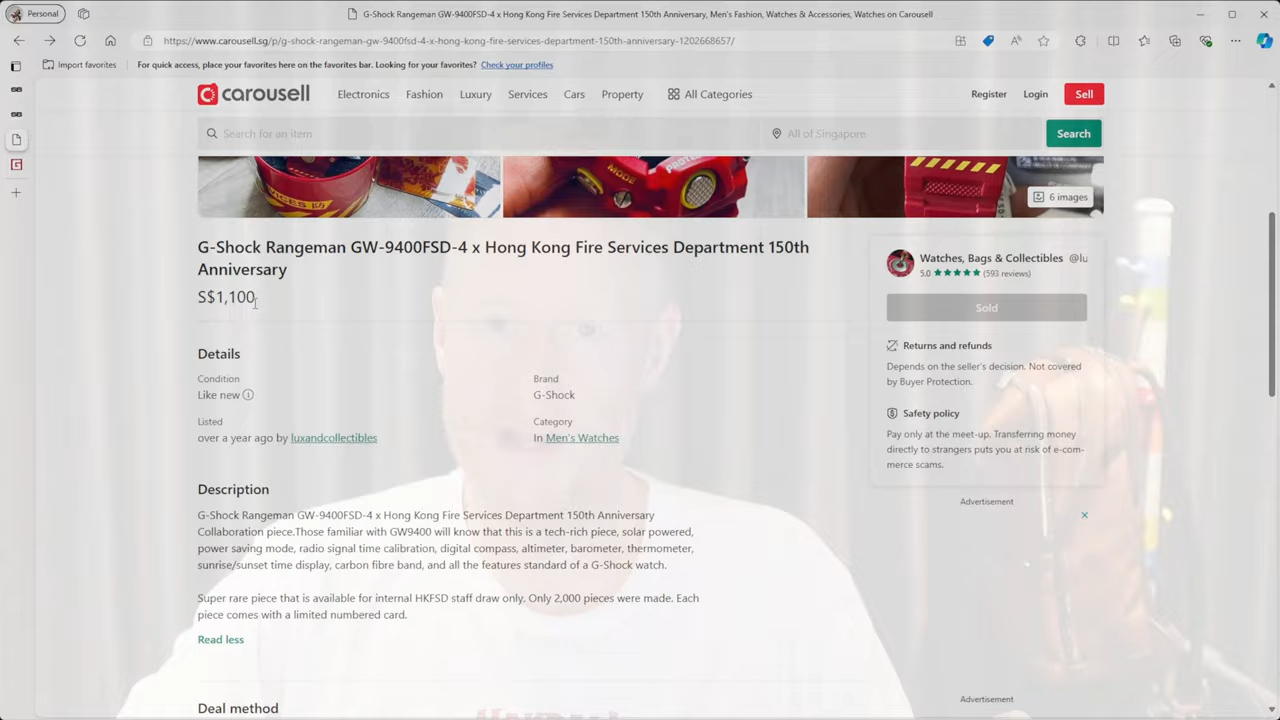 Personal
G-Shock Rangeman GW-9400FSD-4 x Hong Kong Fire Services Department 150th Anniversary, Men's Fashion, Watches & Accessories, Watches on Carousell
https://www.carousell.sg/p/g-shock-rangeman-gw-9400fsd-4-x-hong-kong-fire-services-department-150th-anniversary-1202668657/
Import favorites
For quick access, place your favorites here on the favorites bar. Looking for your favorites? Check your profiles
carousell
Electronics Fashion Luxury Services Cars Property All Categories
Register Login Sell
Search for an item
All of Singapore
Search
MODE
6 images
G-Shock Rangeman GW-9400FSD-4 x Hong Kong Fire Services Department 150th
Anniversary
S$1,100
Details
Condition
Like new
Brand
G-Shock
Listed
over a year ago by luxandcollectibles
Category
In Men's Watches
Description
G-Shock Rangeman GW-9400FSD-4 x Hong Kong Fire Services Department 150th Anniversary
Collaboration piece.Those familiar with GW9400 will know that this is a tech-rich piece, solar powered,
power saving mode, radio signal time calibration, digital compass, altimeter, barometer, thermometer,
sunrise/sunset time display, carbon fibre band, and all the features standard of a G-Shock watch.
Super rare piece that is available for internal HKFSD staff draw only. Only 2,000 pieces were made. Each
piece comes with a limited numbered card.
Read less
Deal method
Watches, Bags & Collectibles @lu
5.0 (593 reviews)
Sold
Returns and refunds
Depends on the seller's decision. Not covered
by Buyer Protection.
Safety policy
Pay only at the meet-up. Transferring money
directly to strangers puts you at risk of e-com-
merce scams.
Advertisement
Advertisement